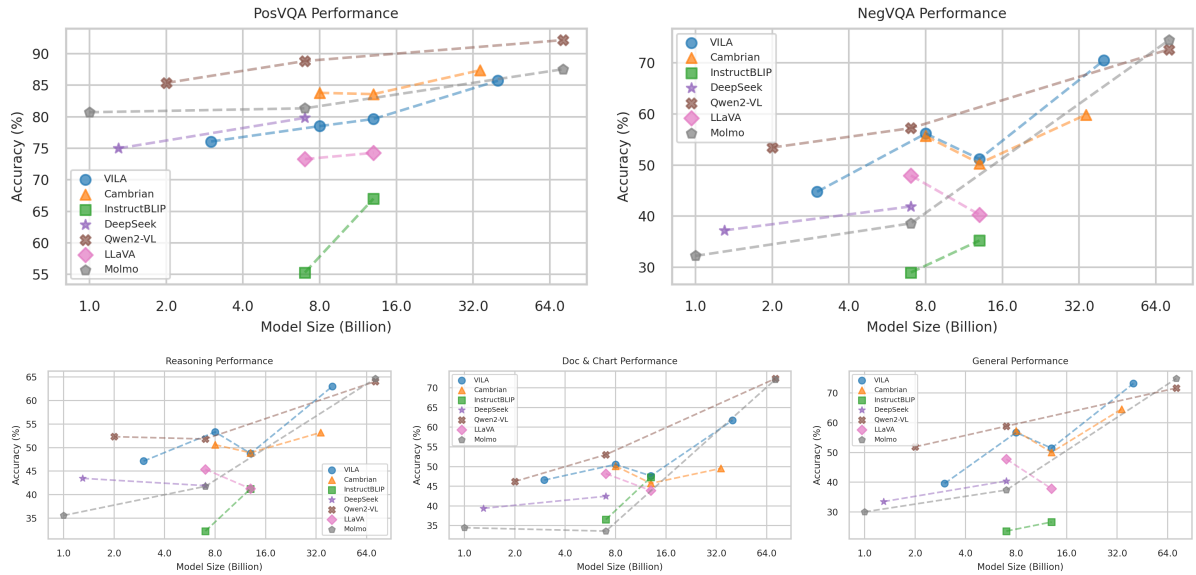 PosVQA Performance
Accuracy (%)
90
85
80
75
70
65
60
55
VILA
Cambrian
InstructBLIP
DeepSeek
Qwen2-VL
LLaVA
Molmo
1.0 2.0 4.0 8.0 16.0 32.0 64.0
Model Size (Billion)
NegVQA Performance
Accuracy (%)
70
60
50
40
30
VILA
Cambrian
InstructBLIP
DeepSeek
Qwen2-VL
LLaVA
Molmo
1.0 2.0 4.0 8.0 16.0 32.0 64.0
Model Size (Billion)
Reasoning Performance
Accuracy (%)
65
60
55
50
45
40
35
VILA
Cambrian
InstructBLIP
DeepSeek
Qwen2-VL
LLaVA
Molmo
1.0 2.0 4.0 8.0 16.0 32.0 64.0
Model Size (Billion)
Doc & Chart Performance
Accuracy (%)
70
65
60
55
50
45
40
35
VILA
Cambrian
InstructBLIP
DeepSeek
Qwen2-VL
LLaVA
Molmo
1.0 2.0 4.0 8.0 16.0 32.0 64.0
Model Size (Billion)
General Performance
Accuracy (%)
70
60
50
40
30
VILA
Cambrian
InstructBLIP
DeepSeek
Qwen2-VL
LLaVA
Molmo
1.0 2.0 4.0 8.0 16.0 32.0 64.0
Model Size (Billion)